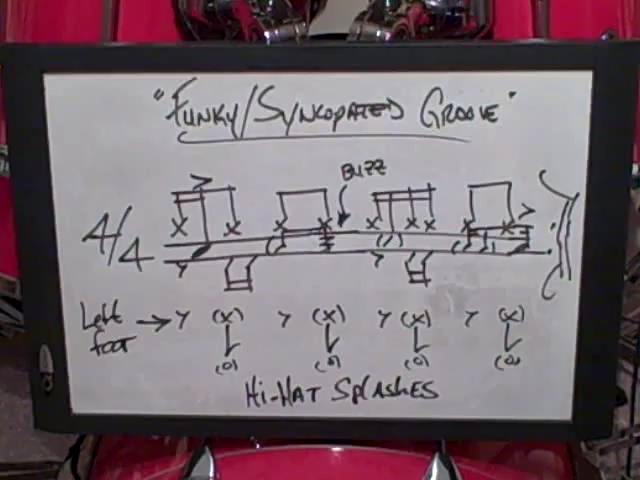 "FUNKY/SYNCOPATED GROOVE"
BUZZ
4/4
Left foot → 𝄾 (X) 𝄾 (X) 𝄾 (X) 𝄾 (X)
(o) (o) (o) (o)
Hi-HAT SPLASHES